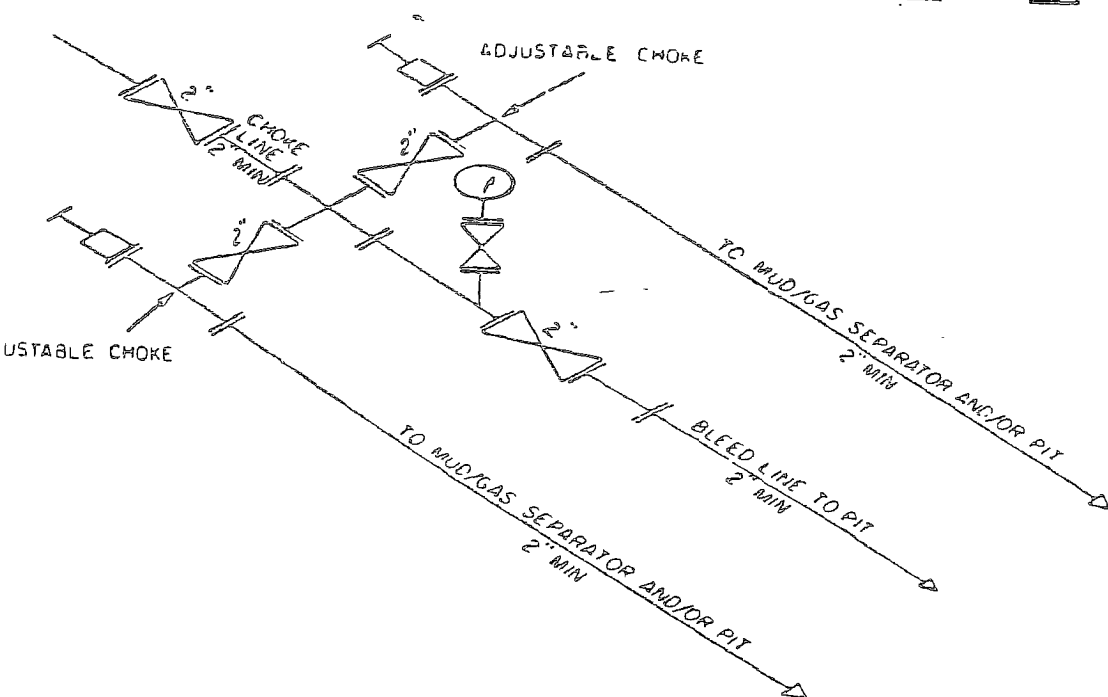 ADJUSTABLE CHOKE
2"
CHOKE
LINE
2" MIN
2"
P
2"
TO MUD/GAS SEPARATOR AND/OR PIT
2" MIN
USTABLE CHOKE
2"
BLEED LINE TO PIT
2" MIN
TO MUD/GAS SEPARATOR AND/OR PIT
2" MIN